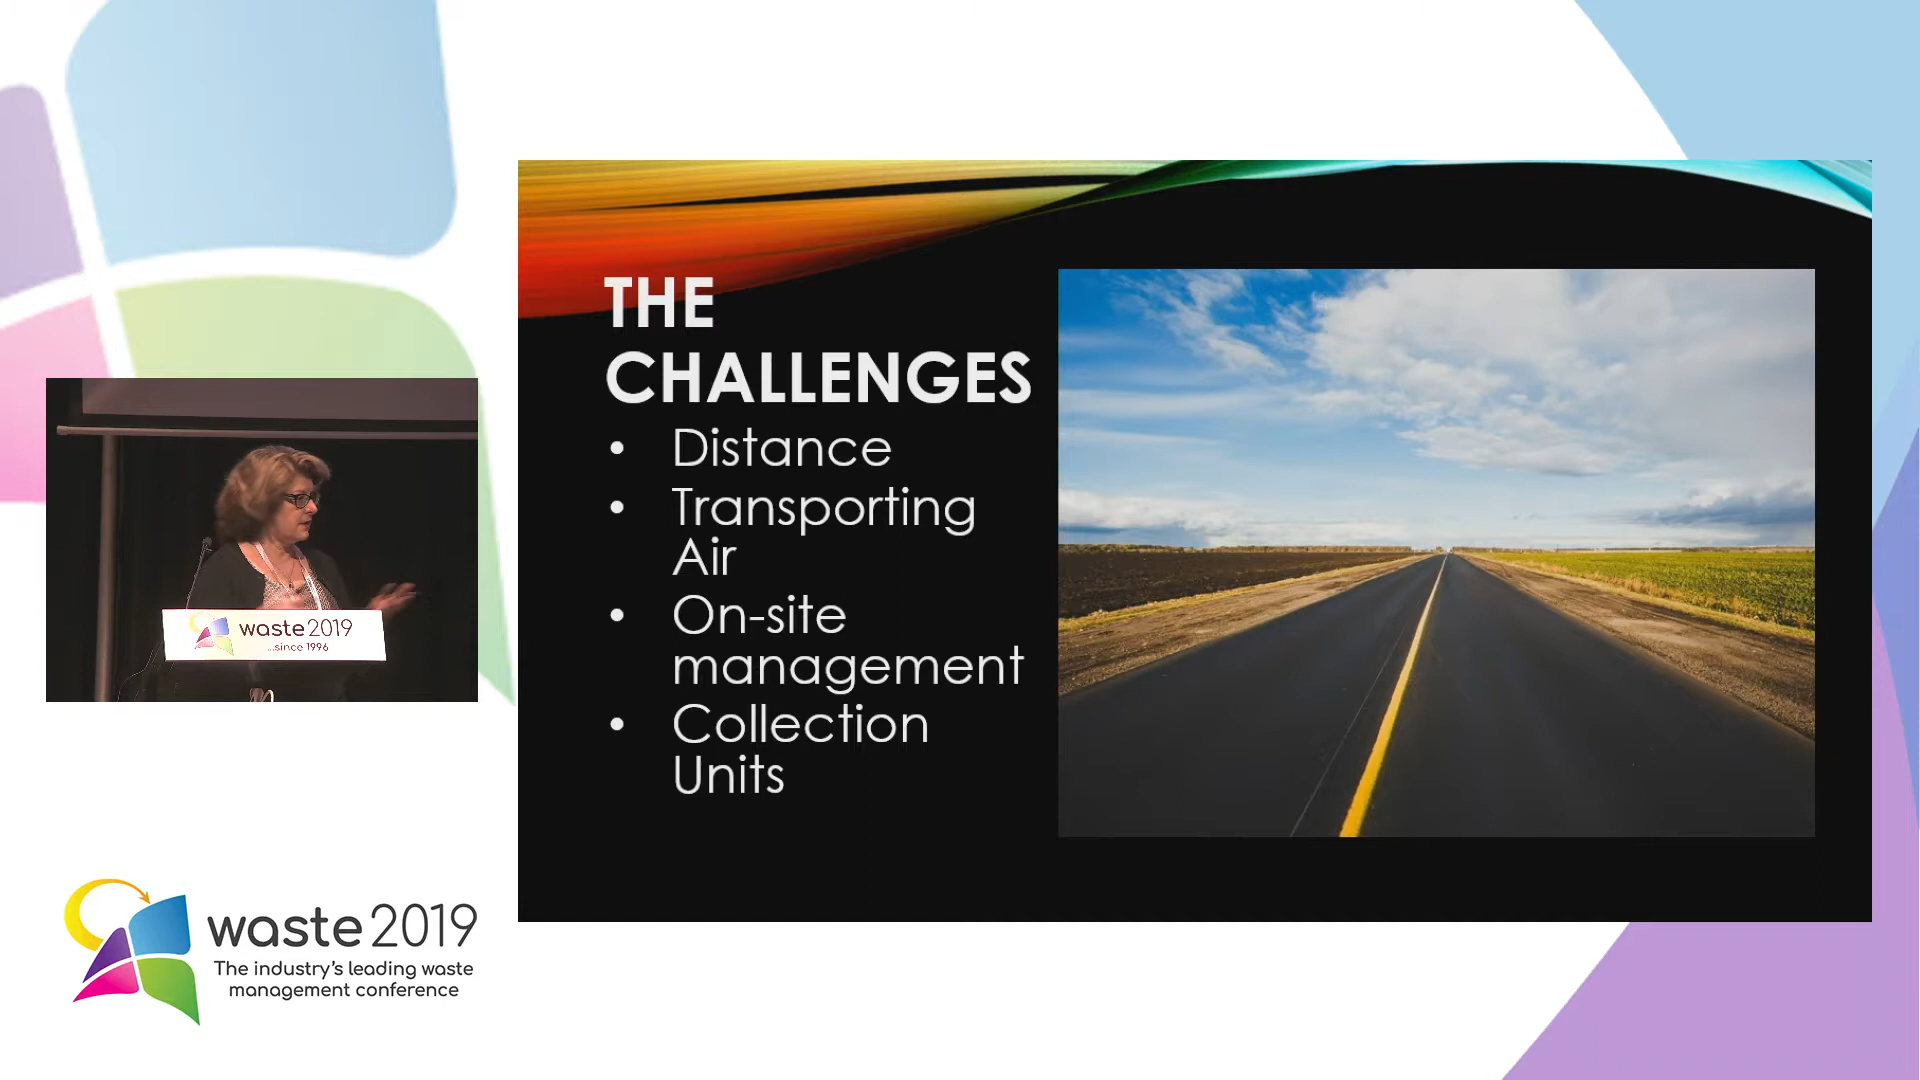 THE
CHALLENGES
• Distance
• Transporting
Air
• On-site
management
• Collection
Units
waste2019
...since 1996
waste2019
The industry's leading waste
management conference